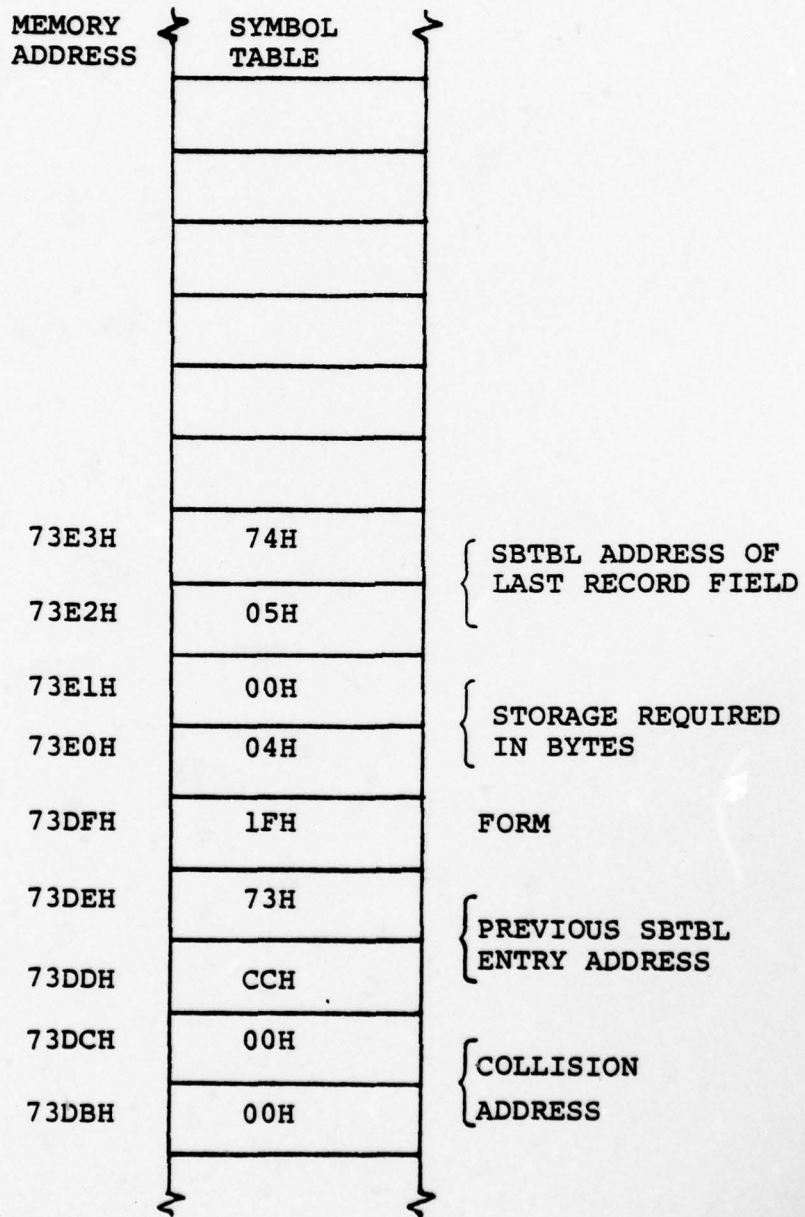 MEMORY ADDRESS
SYMBOL TABLE
73E3H 74H
SBTBL ADDRESS OF
LAST RECORD FIELD
73E2H 05H
73E1H 00H
STORAGE REQUIRED
IN BYTES
73E0H 04H
73DFH 1FH FORM
73DEH 73H
PREVIOUS SBTBL
ENTRY ADDRESS
73DDH CCH
73DCH 00H
COLLISION
ADDRESS
73DBH 00H